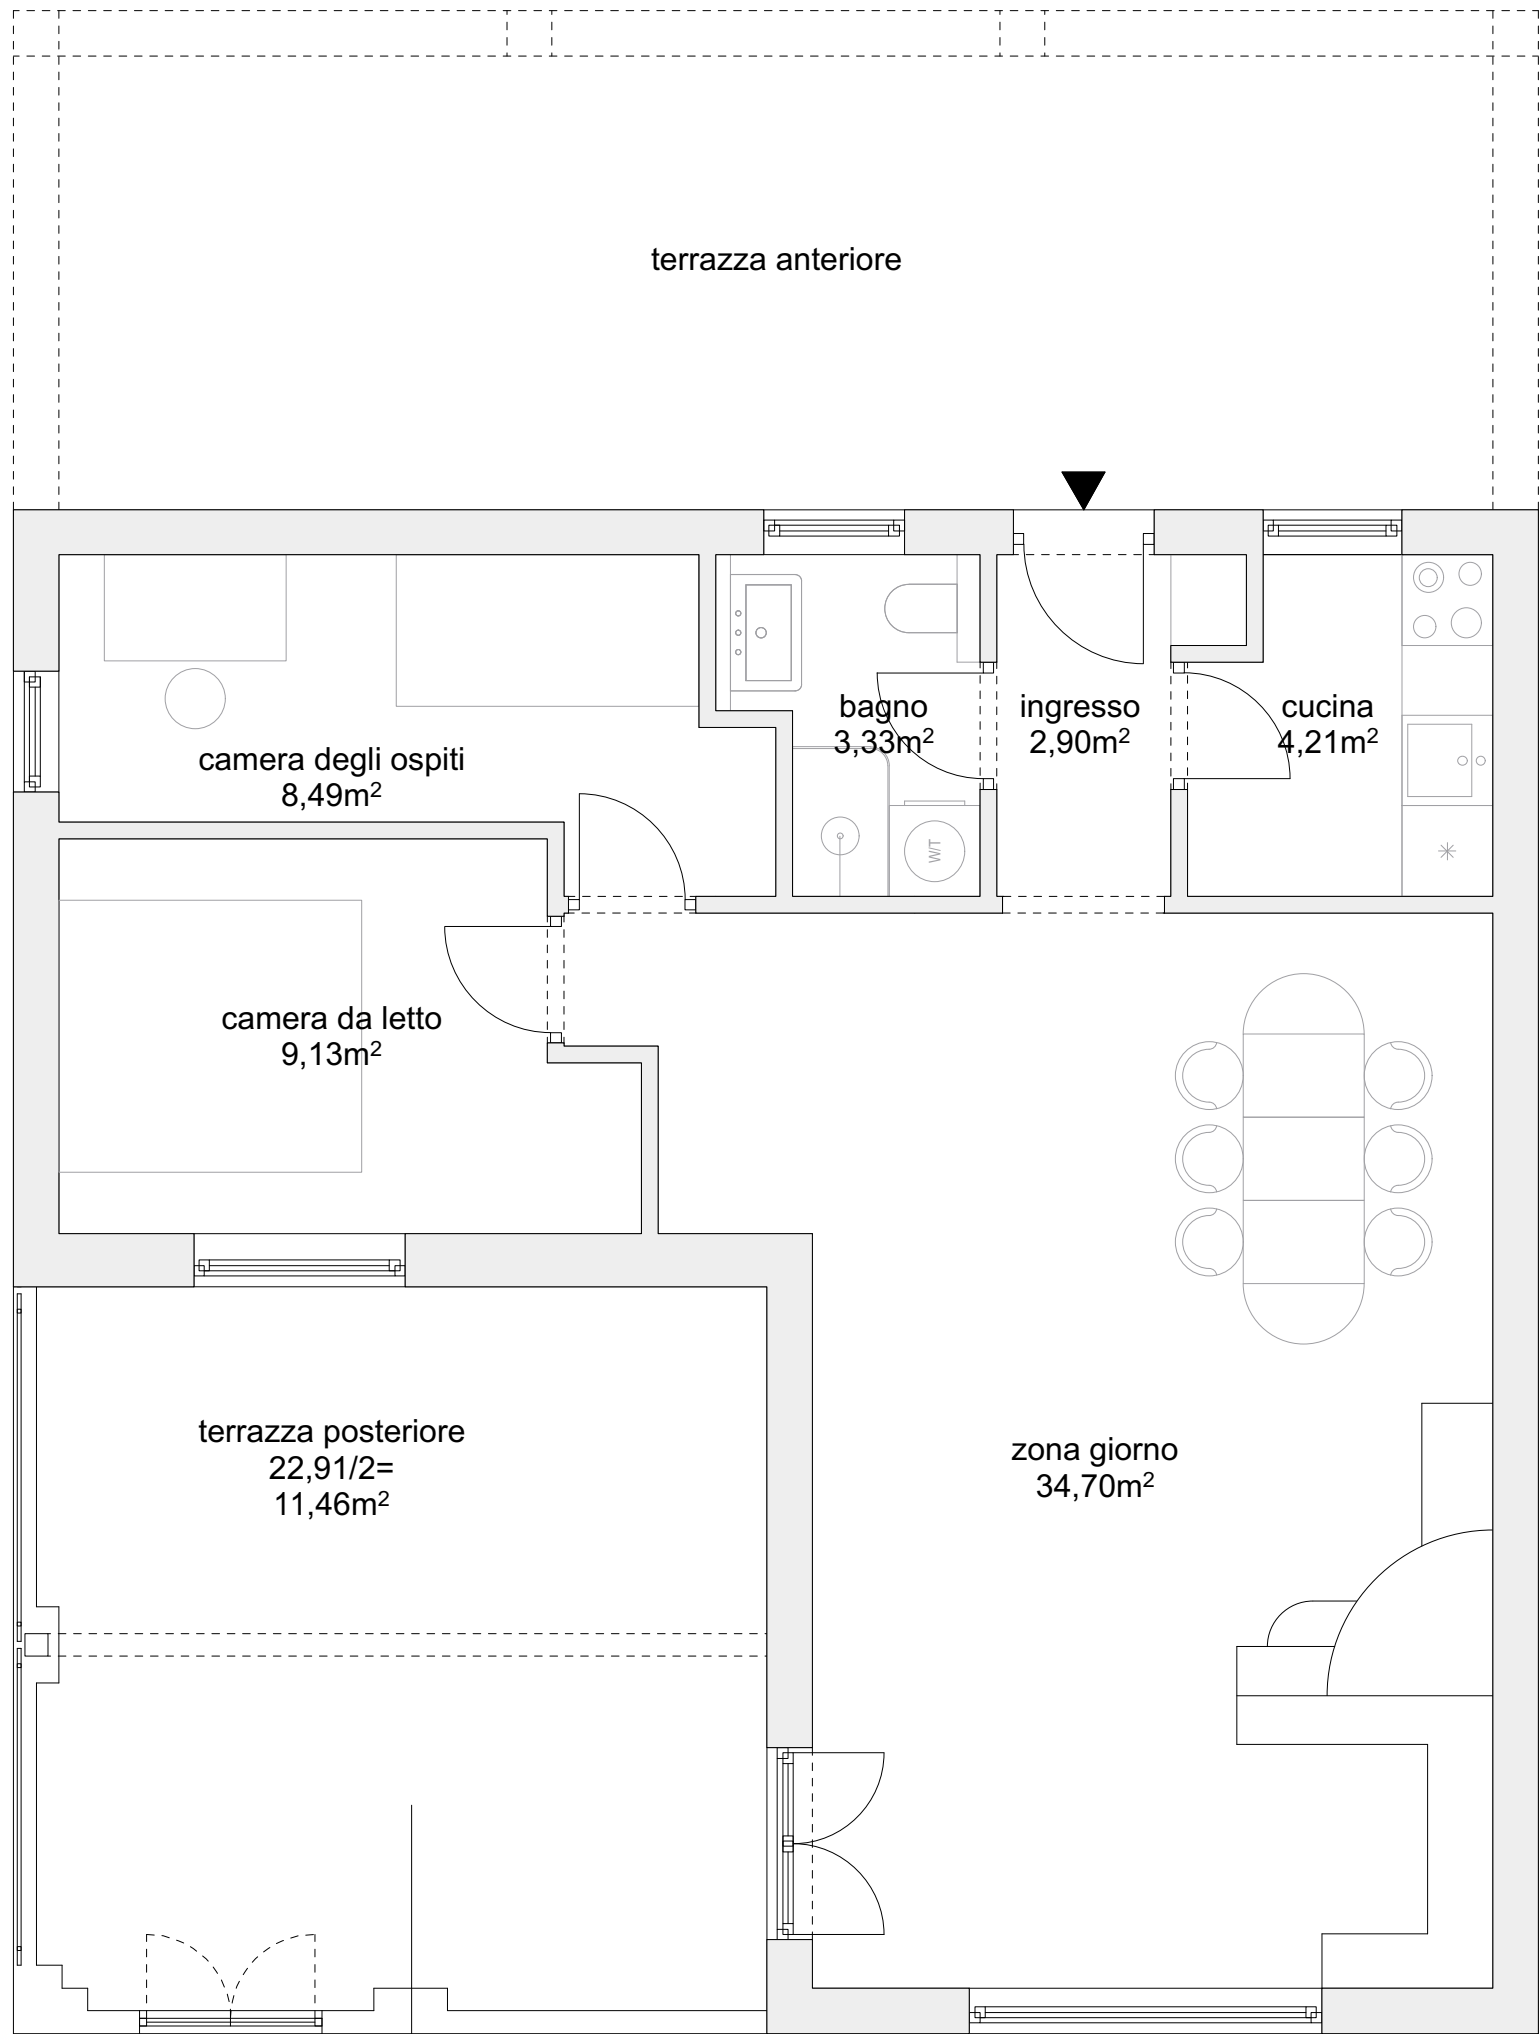 terrazza anteriore
bagno
3,33m²
ingresso
2,90m²
cucina
4,21m²
camera degli ospiti
8,49m²
W/T
camera da letto
9,13m²
terrazza posteriore
22,91/2=
11,46m²
zona giorno
34,70m²